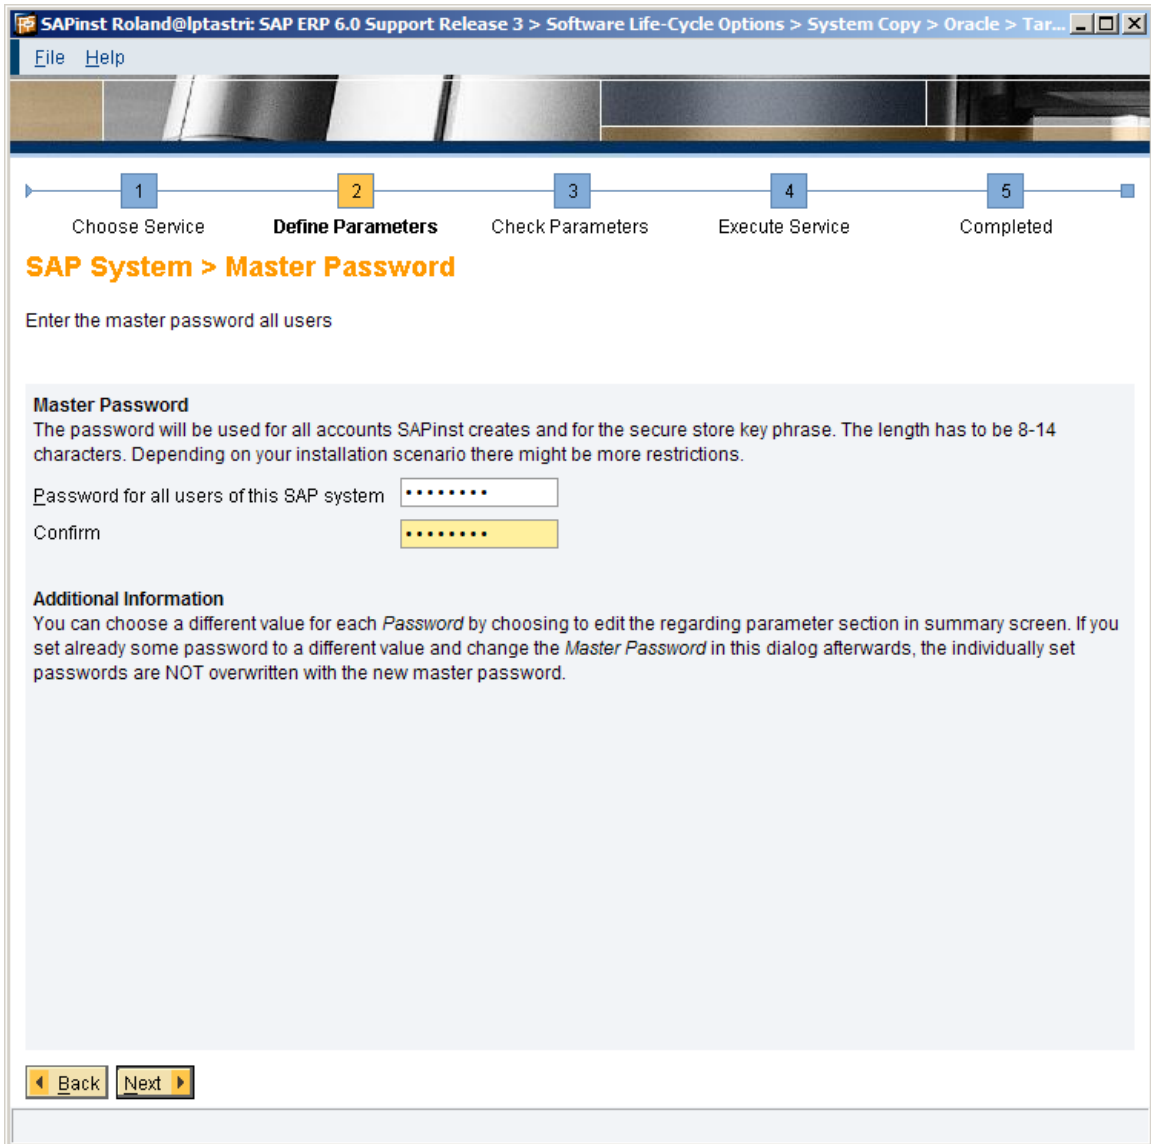 SAPinst Roland@lptastri: SAP ERP 6.0 Support Release 3 > Software Life-Cycle Options > System Copy > Oracle > Tar...
File Help
1 2 3 4 5
Choose Service Define Parameters Check Parameters Execute Service Completed
SAP System > Master Password
Enter the master password all users
Master Password
The password will be used for all accounts SAPinst creates and for the secure store key phrase. The length has to be 8-14
characters. Depending on your installation scenario there might be more restrictions.
Password for all users of this SAP system ••••••••
Confirm ••••••••
Additional Information
You can choose a different value for each Password by choosing to edit the regarding parameter section in summary screen. If you
set already some password to a different value and change the Master Password in this dialog afterwards, the individually set
passwords are NOT overwritten with the new master password.
Back Next